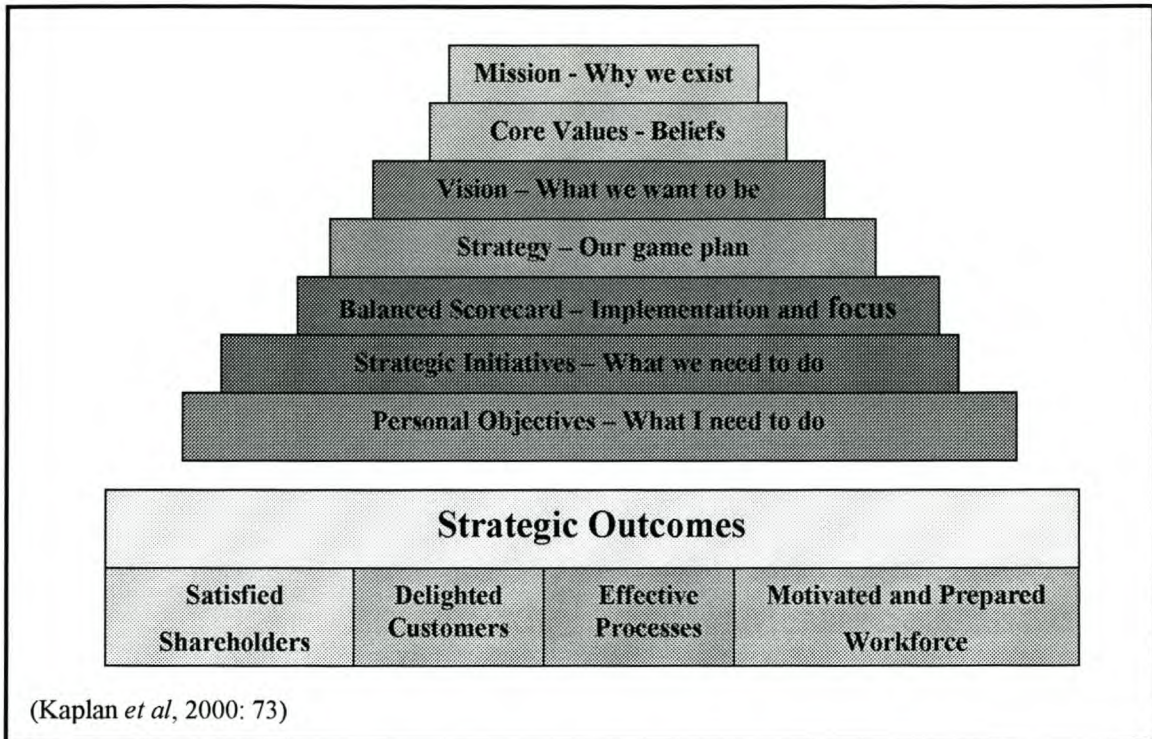 Mission - Why we exist
Core Values - Beliefs
Vision – What we want to be
Strategy – Our game plan
Balanced Scorecard – Implementation and focus
Strategic Initiatives – What we need to do
Personal Objectives – What I need to do
Strategic Outcomes
Satisfied
Shareholders
Delighted
Customers
Effective
Processes
Motivated and Prepared
Workforce
(Kaplan et al, 2000: 73)